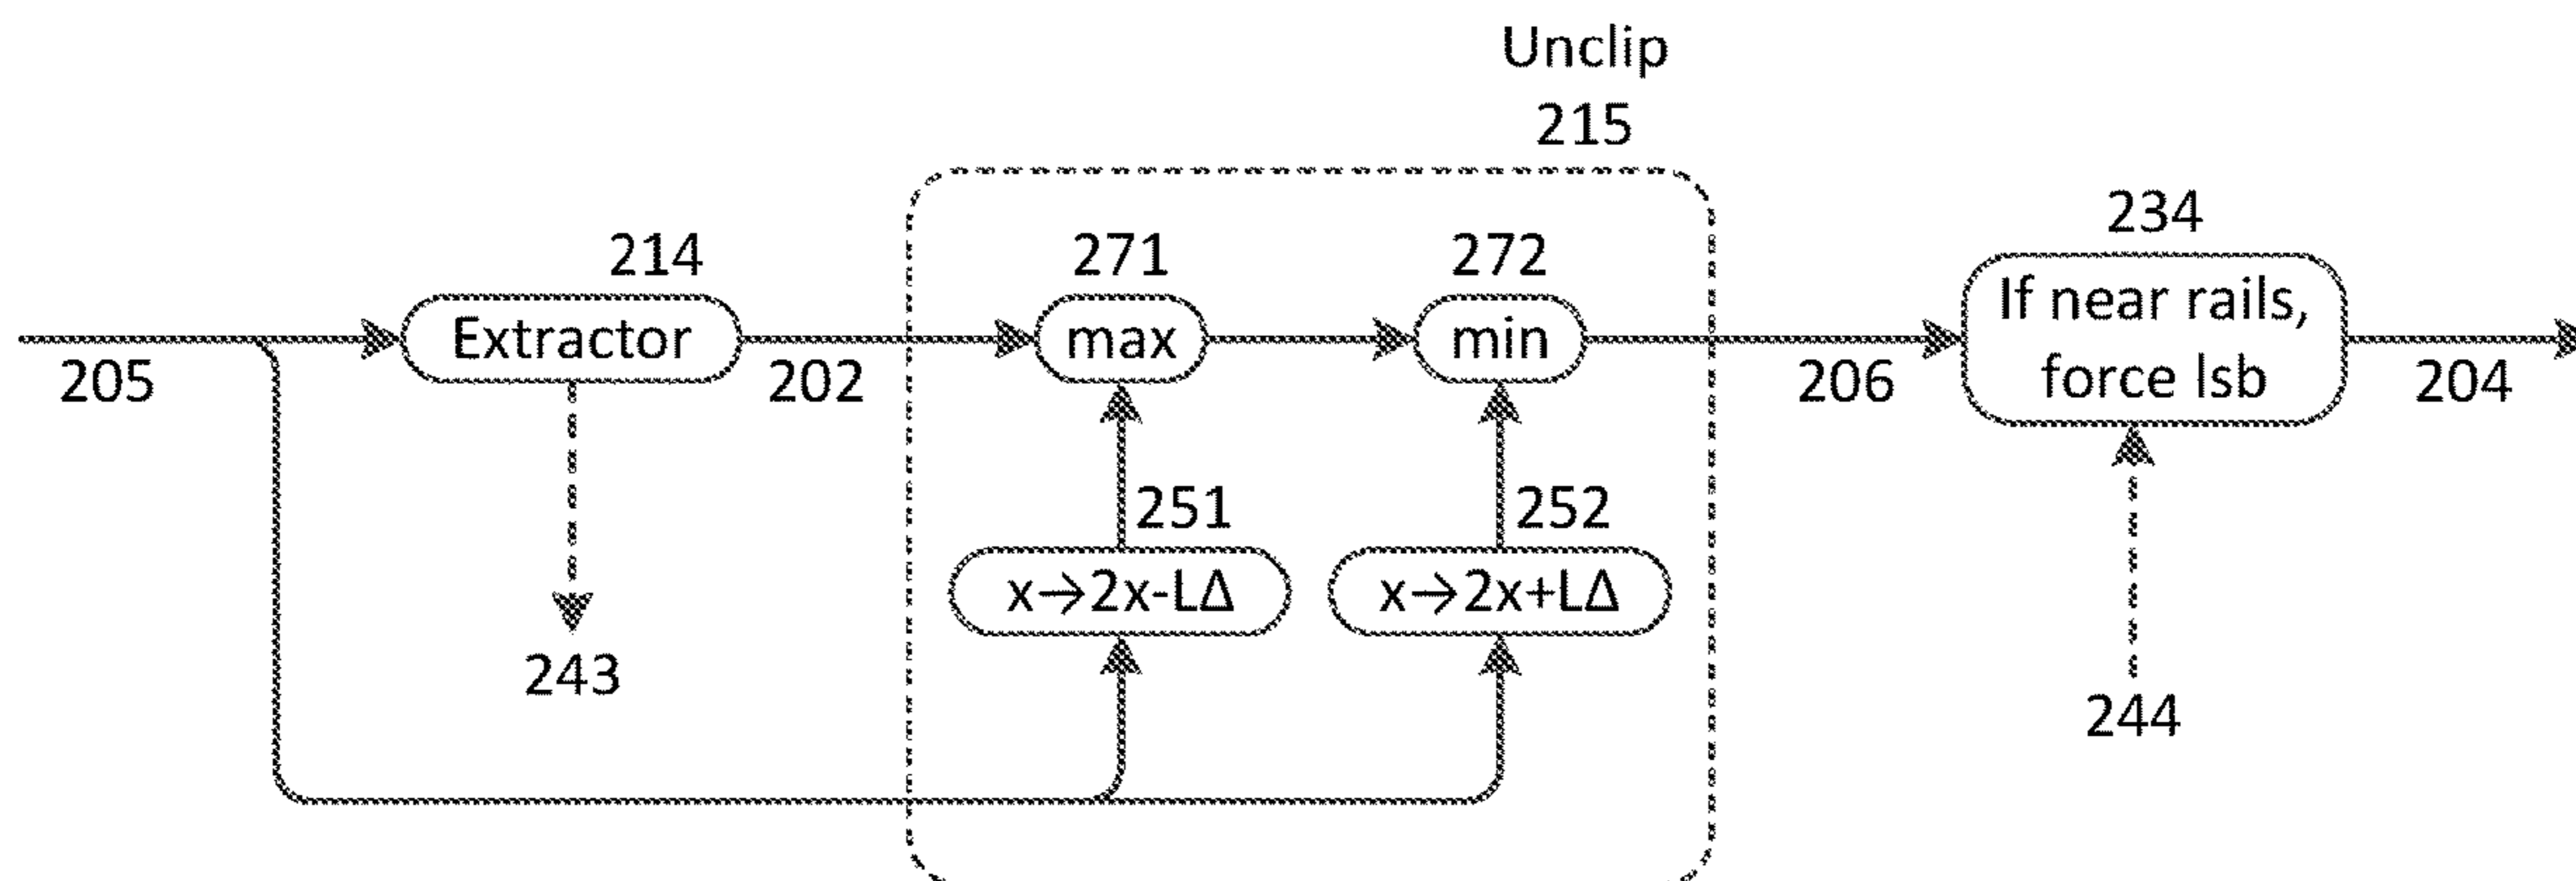 Unclip
215
234
214
271
272
If near rails,
force lsb
Extractor
max
min
205
202
206
204
251
252
x→2x-LΔ
x→2x+LΔ
243
244